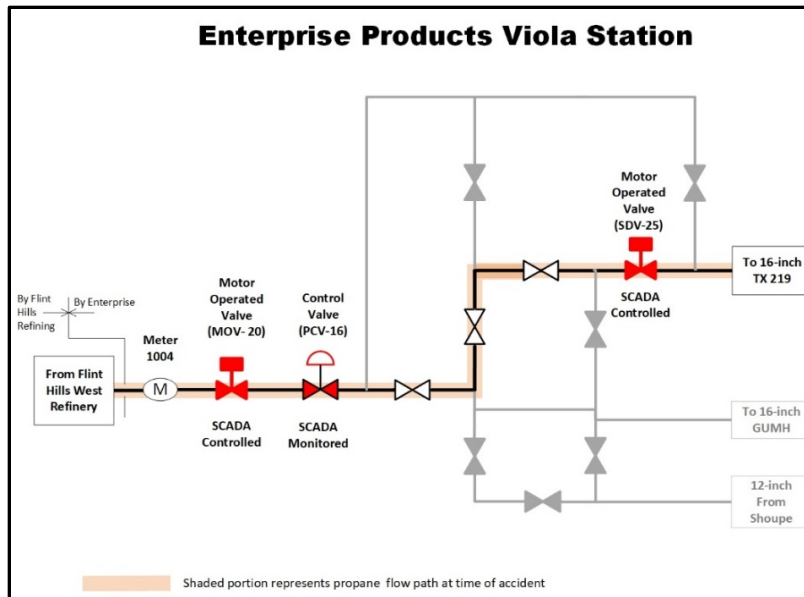 Enterprise Products Viola Station
Motor
Operated
Valve
(SDV-25)
SCADA
Controlled
To 16-inch
TX 219
By Flint
Hills
Refining
By Enterprise
Meter
1004
M
Motor
Operated
Valve
(MOV- 20)
SCADA
Controlled
Control
Valve
(PCV-16)
SCADA
Monitored
From Flint
Hills West
Refinery
To 16-inch
GUMH
12-inch
From
Shoupe
Shaded portion represents propane flow path at time of accident